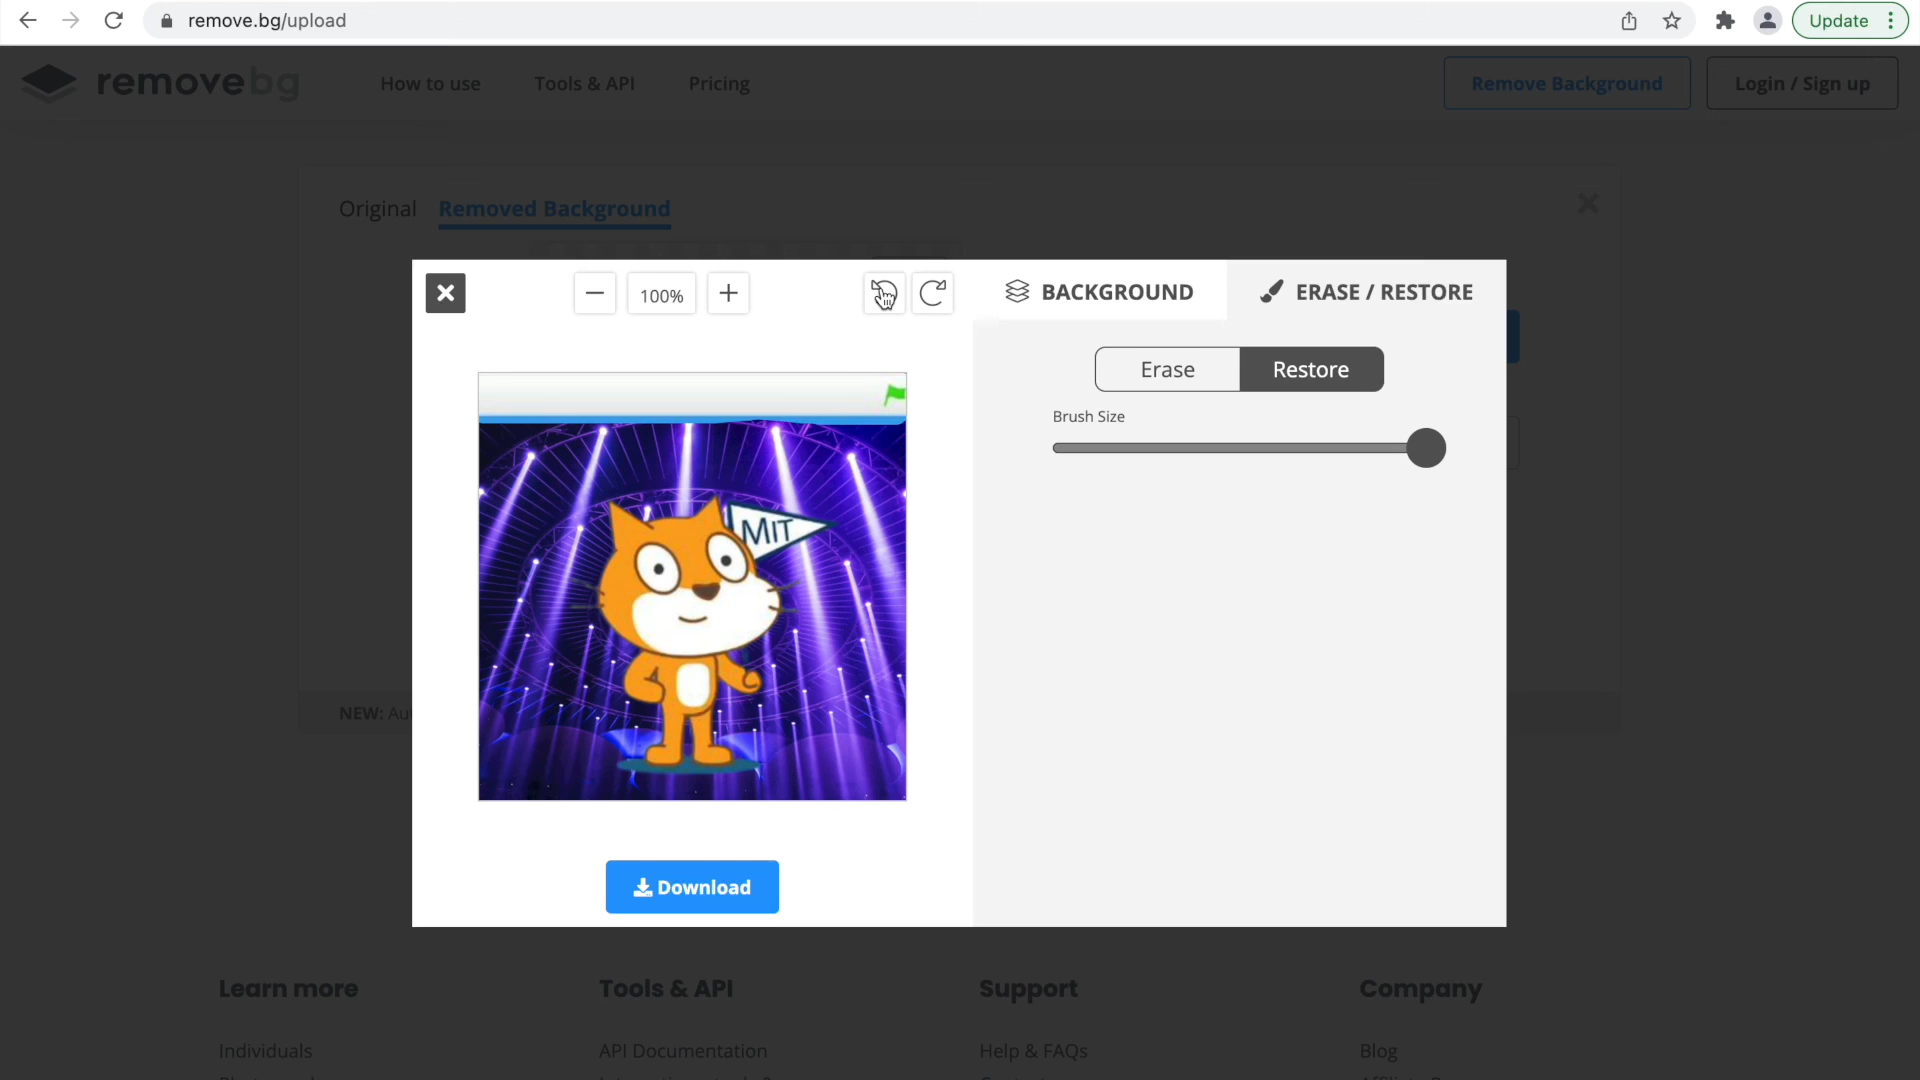 remove.bg/upload
Update
removebg
How to use
Tools & API
Pricing
Remove Background
Login / Sign up
Original
Removed Background
100%
BACKGROUND
ERASE / RESTORE
Erase
Restore
Brush Size
MIT
NEW:
Download
Learn more
Tools & API
Support
Company
Individuals
API Documentation
Help & FAQs
Blog